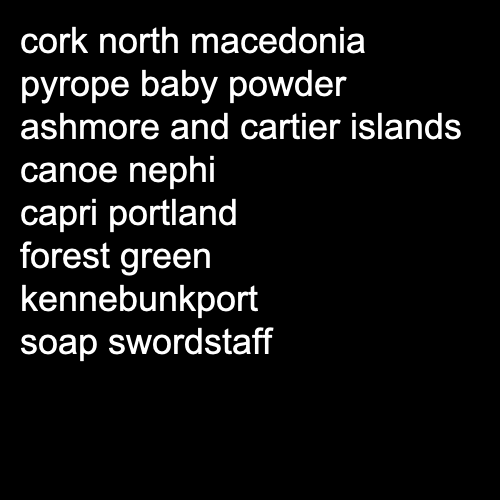 cork north macedonia
pyrope baby powder
ashmore and cartier islands
canoe nephi
capri portland
forest green
kennebunkport
soap swordstaff